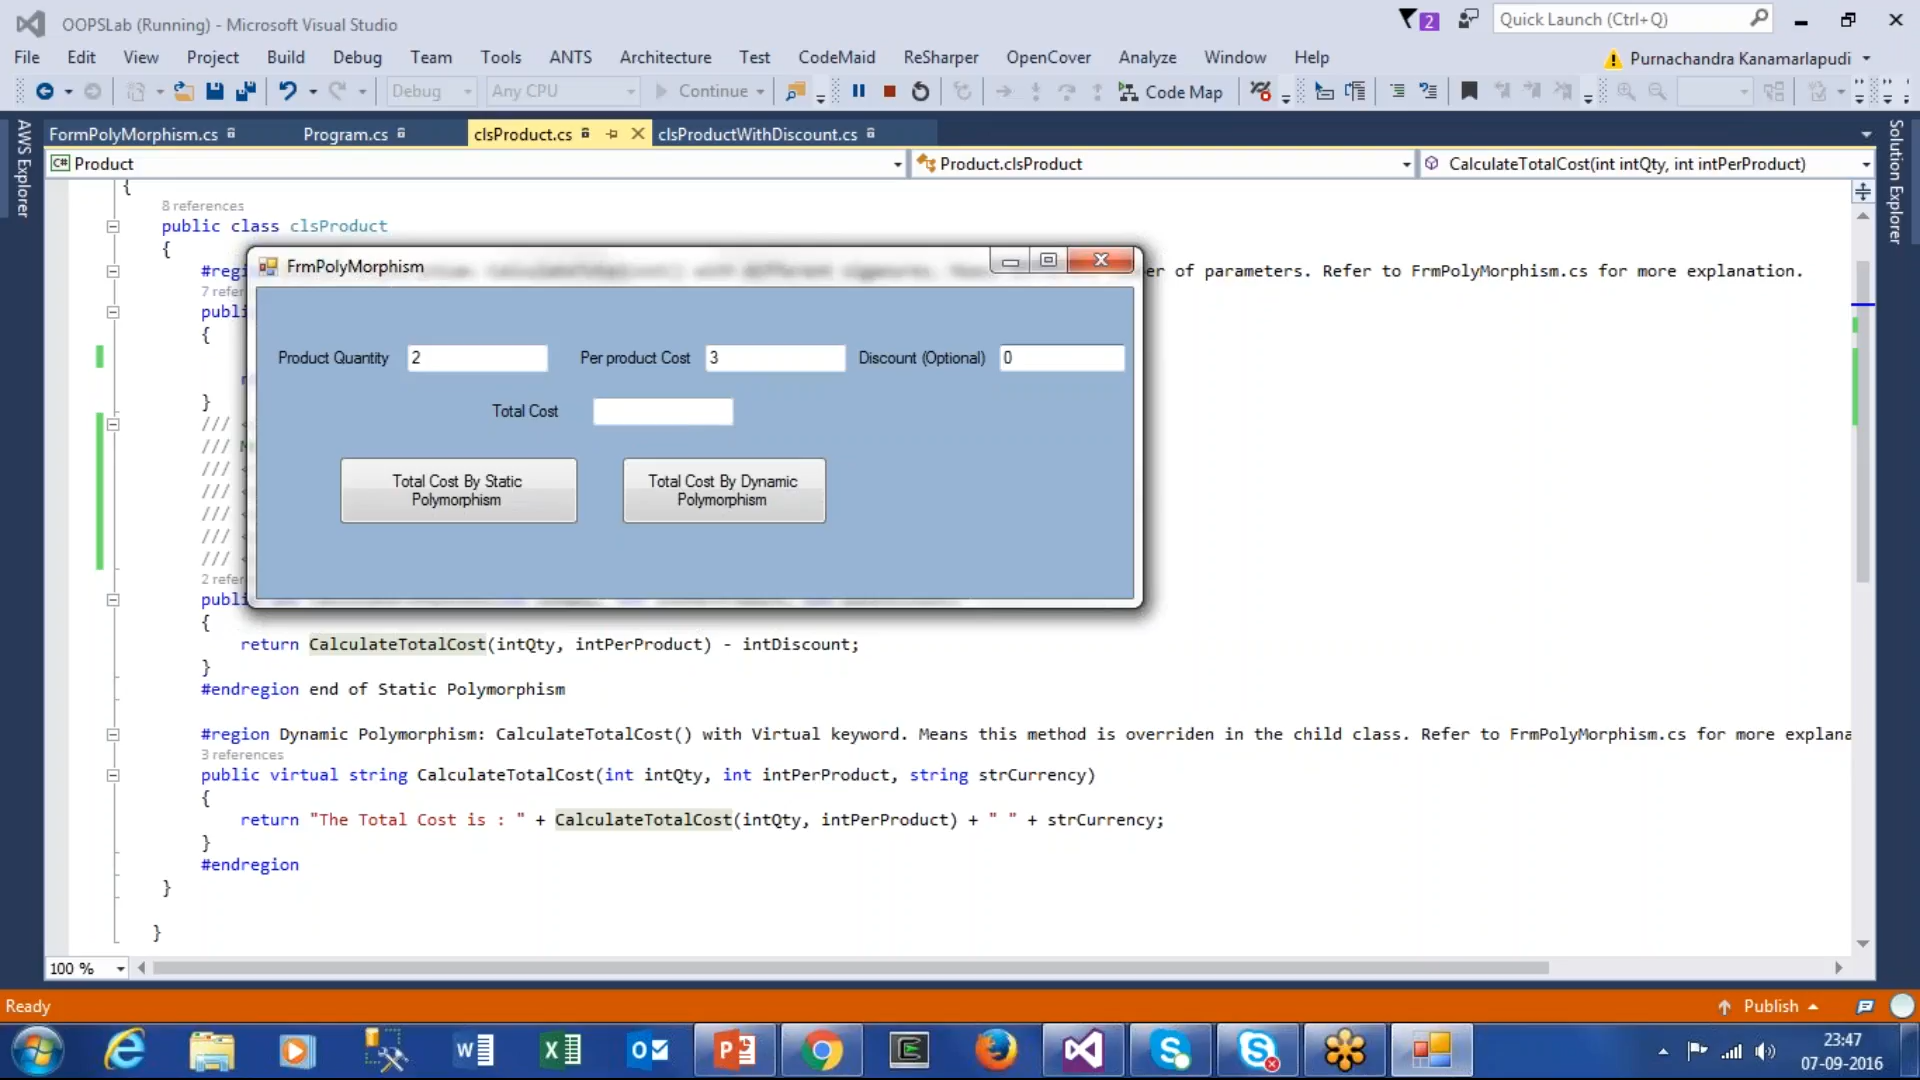 OOPSLab (Running) - Microsoft Visual Studio
2
Quick Launch (Ctrl+Q)
File Edit View Project Build Debug Team Tools ANTS Architecture Test CodeMaid ReSharper OpenCover Analyze Window Help
Purnachandra Kanamarlapudi
Debug Any CPU Continue Code Map
FormPolyMorphism.cs Program.cs clsProduct.cs clsProductWithDiscount.cs
AWS Explorer
Solution Explorer
C# Product
Product.clsProduct
CalculateTotalCost(int intQty, int intPerProduct)
{
8 references
public class clsProduct
{
er of parameters. Refer to FrmPolyMorphism.cs for more explanation.
{
}
///
///
///
///
///
///
///
FrmPolyMorphism
Product Quantity 2 Per product Cost 3 Discount (Optional) 0
Total Cost
Total Cost By Static
Polymorphism
Total Cost By Dynamic
Polymorphism
{
return CalculateTotalCost(intQty, intPerProduct) - intDiscount;
}
#endregion end of Static Polymorphism
#region Dynamic Polymorphism: CalculateTotalCost() with Virtual keyword. Means this method is overriden in the child class. Refer to FrmPolyMorphism.cs for more explana
3 references
public virtual string CalculateTotalCost(int intQty, int intPerProduct, string strCurrency)
{
return "The Total Cost is : " + CalculateTotalCost(intQty, intPerProduct) + " " + strCurrency;
}
#endregion
}
}
100 %
Ready
Publish
23:47
07-09-2016